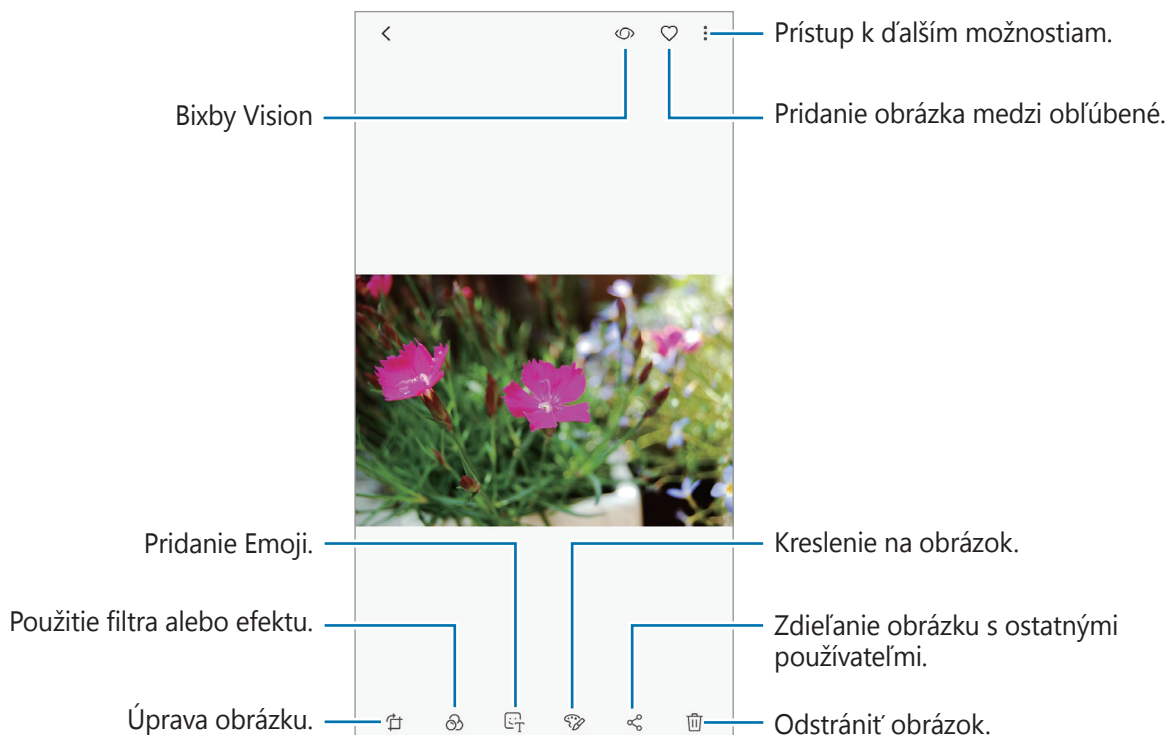 Prístup k ďalším možnostiam.
Bixby Vision
Pridanie obrázka medzi obľúbené.
Pridanie Emoji.
Kreslenie na obrázok.
Použitie filtra alebo efektu.
Zdieľanie obrázku s ostatnými
používateľmi.
Úprava obrázku.
Odstrániť obrázok.